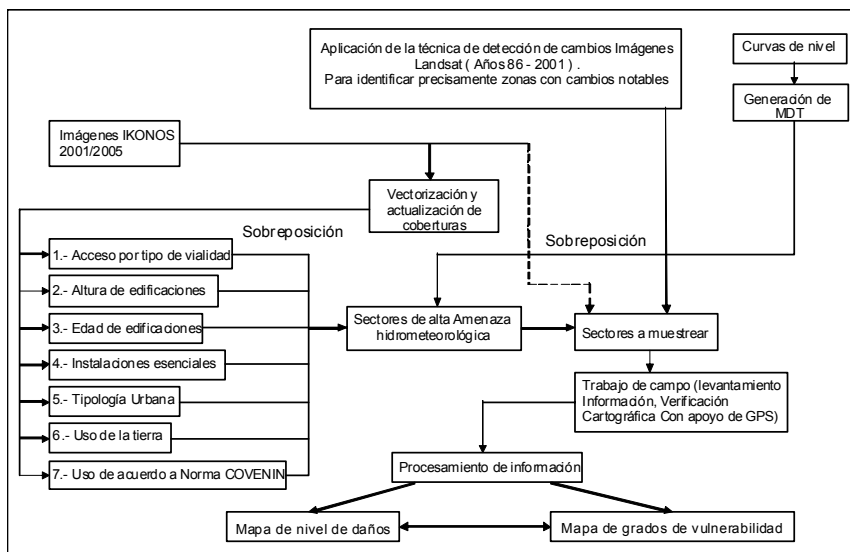 Aplicación de la técnica de detección de cambios Imágenes
Landsat ( Años 86 - 2001 ) .
Para identificar precisamente zonas con cambios notables
Curvas de nivel
Generación de
MDT
Imágenes IKONOS
2001/2005
Vectorización y
actualización de
coberturas
Sobreposición
Sobreposición
1.- Acceso por tipo de vialidad
2.- Altura de edificaciones
3.- Edad de edificaciones
4.- Instalaciones esenciales
5.- Tipología Urbana
6.- Uso de la tierra
7.- Uso de acuerdo a Norma COVENIN
Sectores de alta Amenaza
hidrometeorológica
Sectores a muestrear
Trabajo de campo (levantamiento
Información, Verificación
Cartográfica Con apoyo de GPS)
Procesamiento de información
Mapa de nivel de daños
Mapa de grados de vulnerabilidad